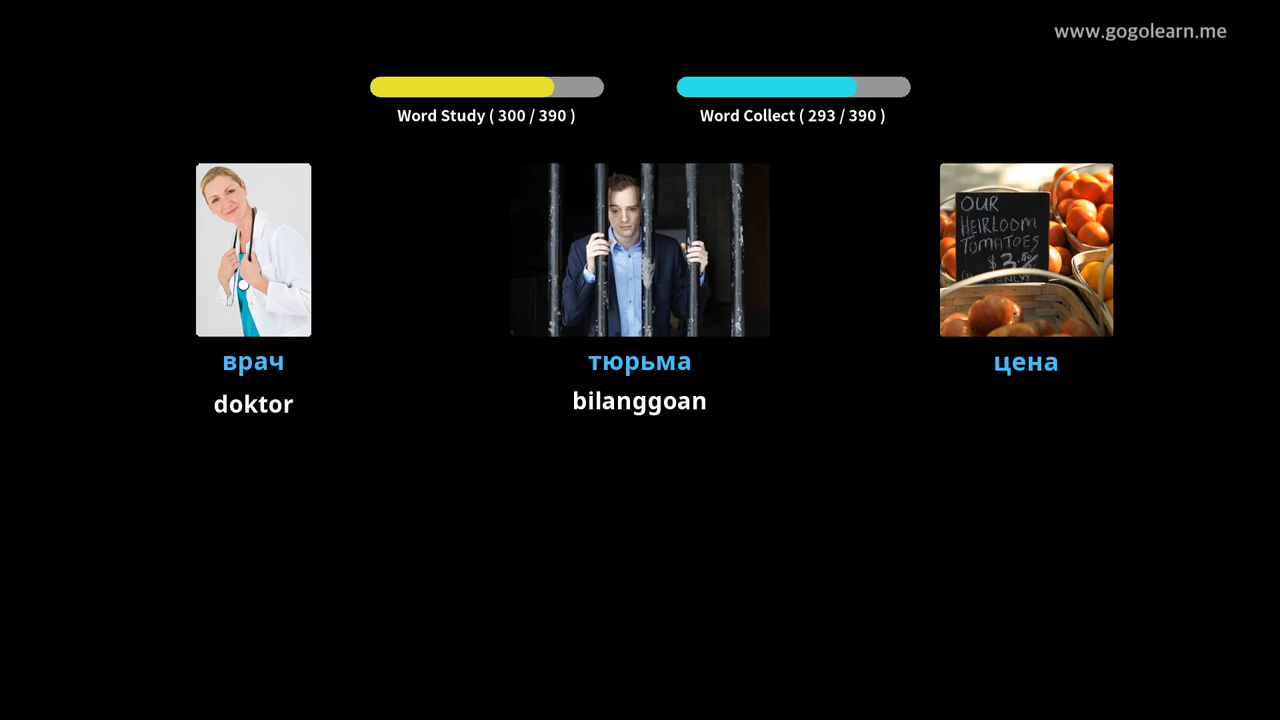 www.gogolearn.me
Word Study ( 300 / 390 )
Word Collect ( 293 / 390 )
OUR
HEIRLOOM
TOMATOES
врач
тюрьма
цена
doktor
bilanggoan